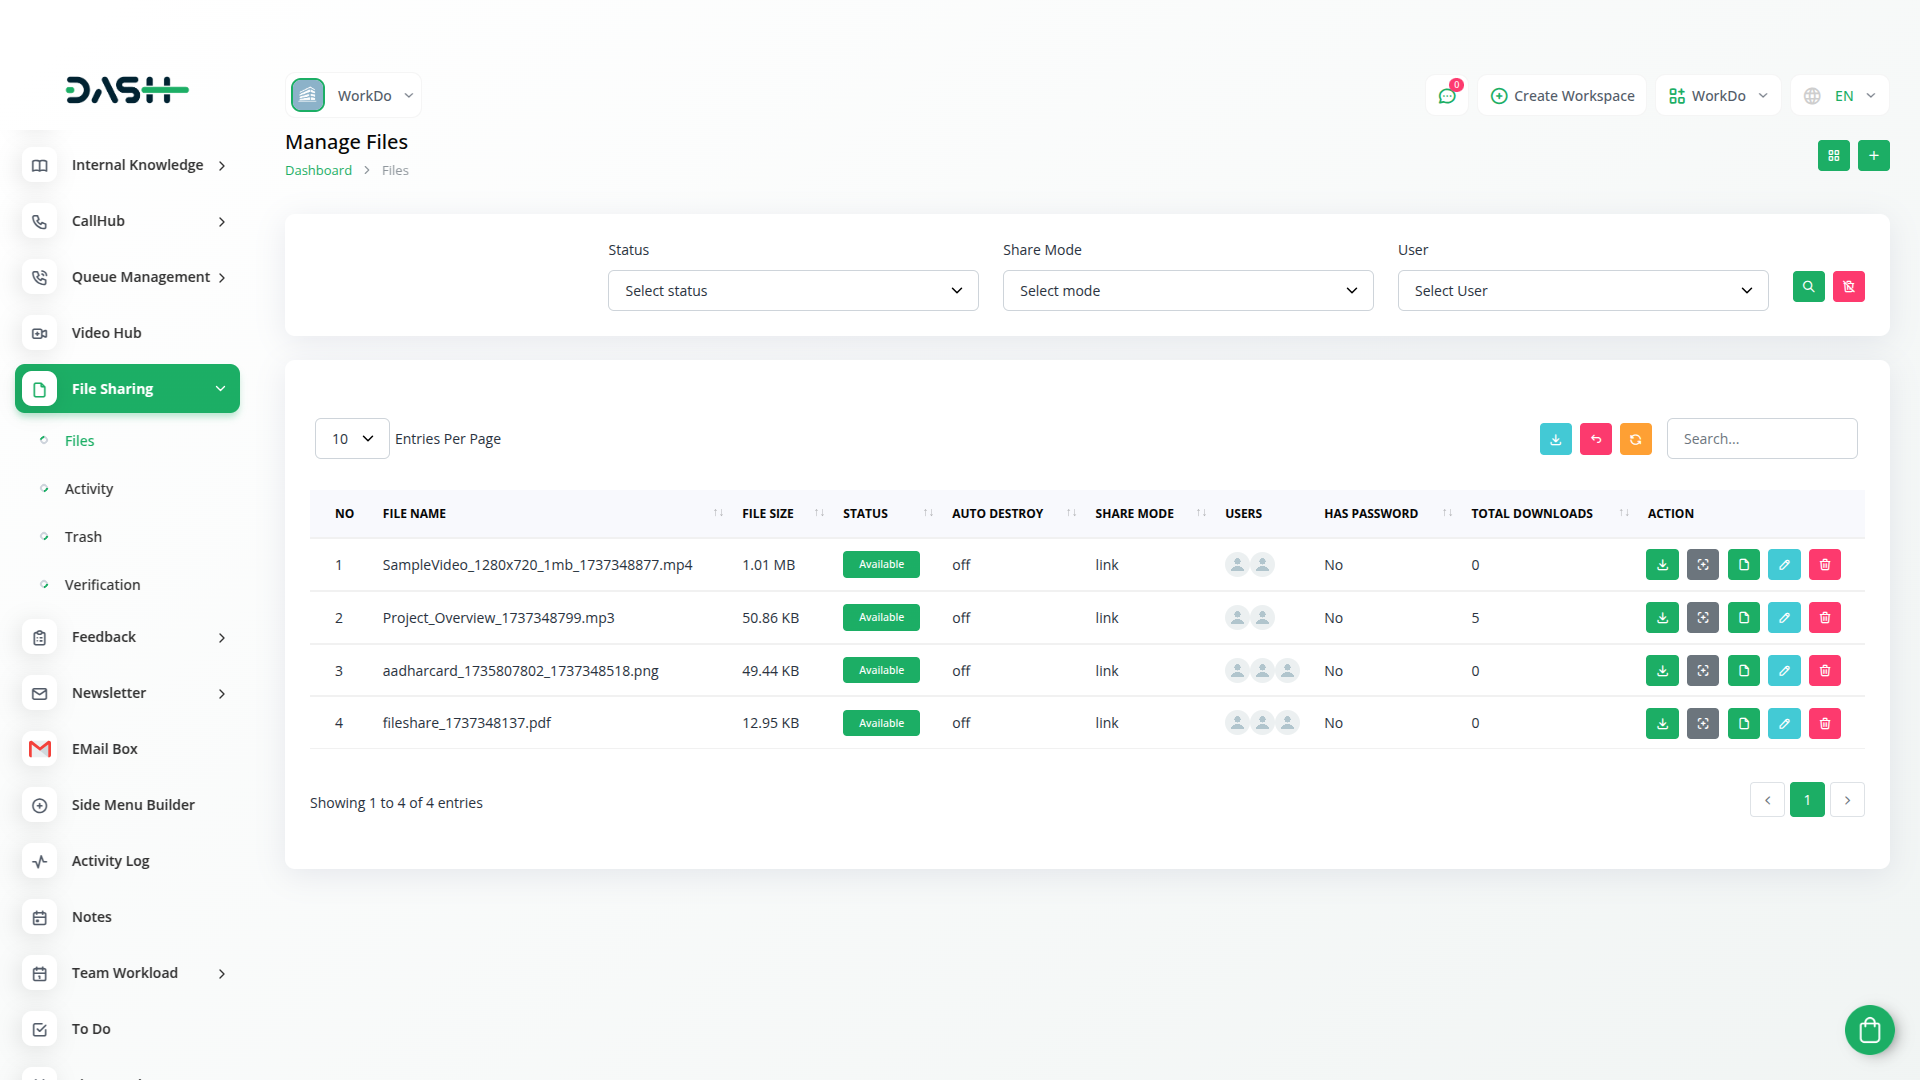 DASH
WorkDo
0
Create Workspace
WorkDo
EN
Manage Files
Dashboard > Files
Internal Knowledge
CallHub
Queue Management
Video Hub
File Sharing
Files
Activity
Trash
Verification
Feedback
Newsletter
EMail Box
Side Menu Builder
Activity Log
Notes
Team Workload
To Do
Status
Share Mode
User
Select status
Select mode
Select User
10 Entries Per Page
Search...
NO FILE NAME FILE SIZE STATUS AUTO DESTROY SHARE MODE USERS HAS PASSWORD TOTAL DOWNLOADS ACTION
1 SampleVideo_1280x720_1mb_1737348877.mp4 1.01 MB Available off link No 0
2 Project_Overview_1737348799.mp3 50.86 KB Available off link No 5
3 aadharcard_1735807802_1737348518.png 49.44 KB Available off link No 0
4 fileshare_1737348137.pdf 12.95 KB Available off link No 0
Showing 1 to 4 of 4 entries
1